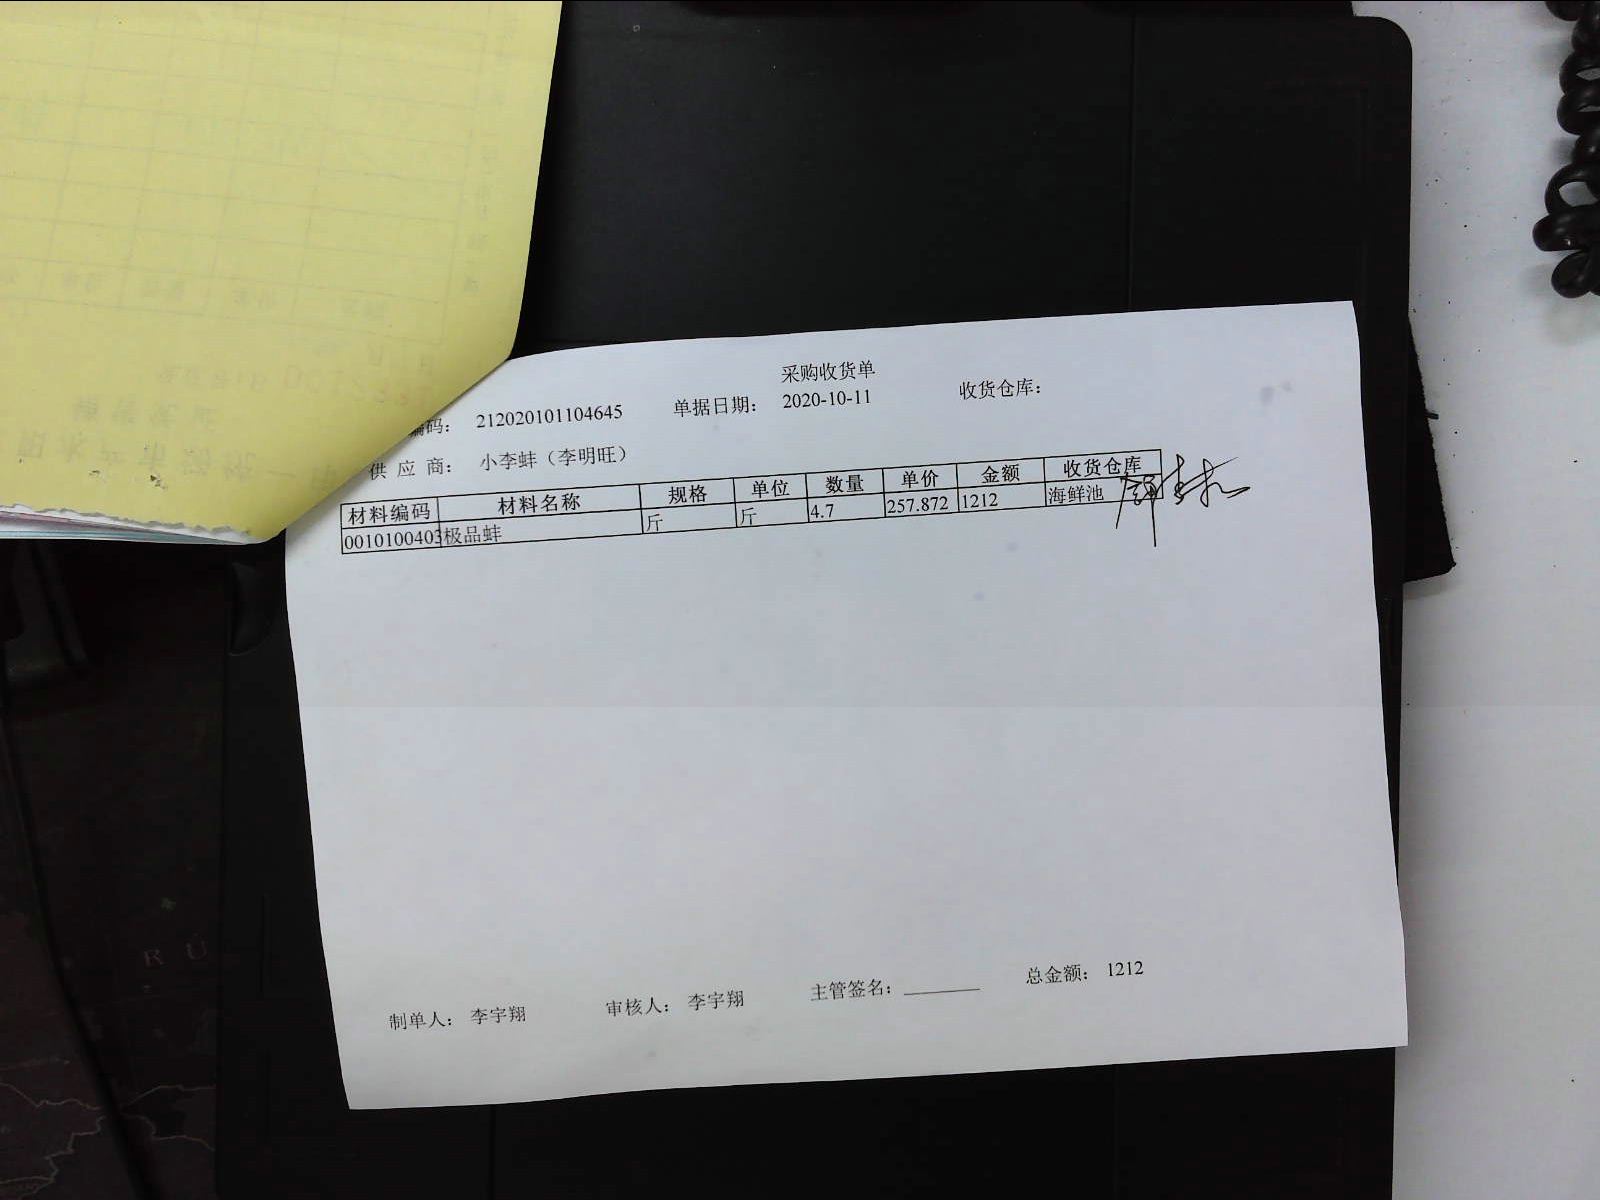 采购收货单
编码： 212020101104645 单据日期： 2020-10-11 收货仓库：
供 应 商： 小李蚌（李明旺）
材料编码 材料名称 规格 单位 数量 单价 金额 收货仓库
0010100403 极品蚌 斤 斤 4.7 257.872 1212 海鲜池
制单人： 李宇翔 审核人： 李宇翔 主管签名：________ 总金额： 1212
R Ú